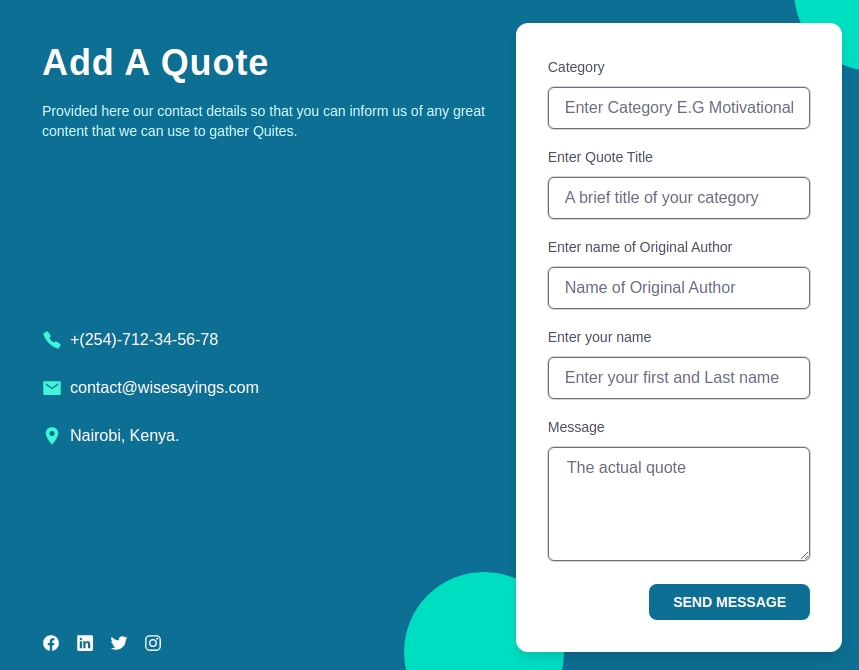 Add A Quote
Provided here our contact details so that you can inform us of any great
content that we can use to gather Quites.
+(254)-712-34-56-78
contact@wisesayings.com
Nairobi, Kenya.
Category
Enter Category E.G Motivational
Enter Quote Title
A brief title of your category
Enter name of Original Author
Name of Original Author
Enter your name
Enter your first and Last name
Message
The actual quote
SEND MESSAGE